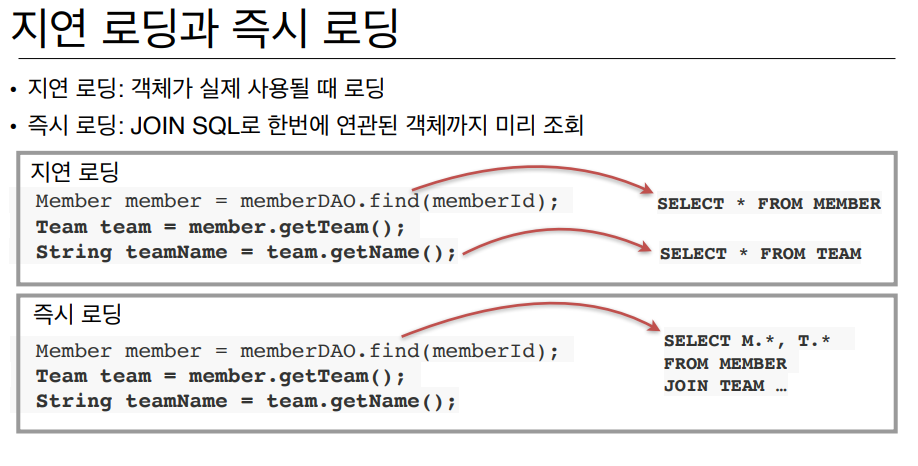 지연 로딩과 즉시 로딩
• 지연 로딩: 객체가 실제 사용될 때 로딩
• 즉시 로딩: JOIN SQL로 한번에 연관된 객체까지 미리 조회
지연 로딩
Member member = memberDAO.find(memberId);
SELECT * FROM MEMBER
Team team = member.getTeam();
String teamName = team.getName();
SELECT * FROM TEAM
즉시 로딩
Member member = memberDAO.find(memberId);
Team team = member.getTeam();
String teamName = team.getName();
SELECT M.*, T.*
FROM MEMBER
JOIN TEAM …